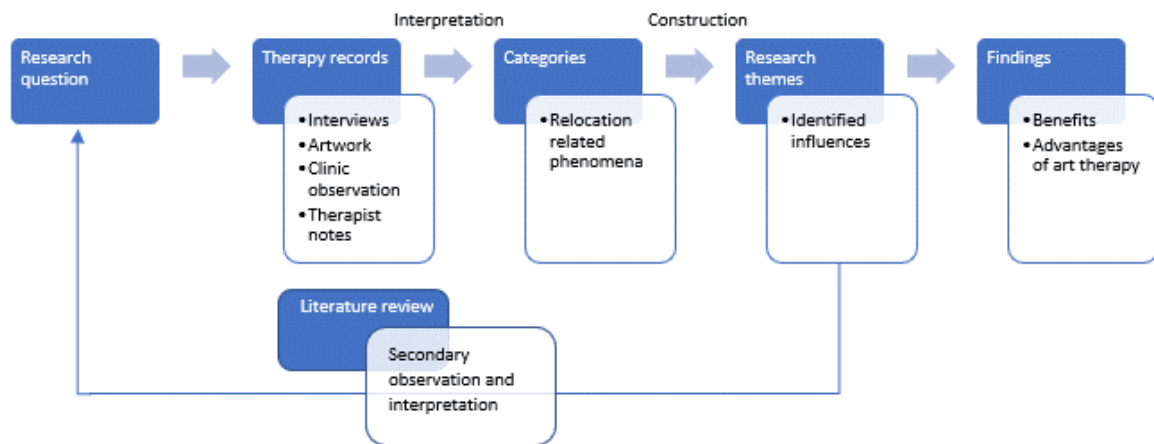 Interpretation
Construction
Research
question
Therapy records
•Interviews
•Artwork
•Clinic
observation
•Therapist
notes
Categories
•Relocation
related
phenomena
Research
themes
•Identified
influences
Findings
•Benefits
•Advantages
of art therapy
Literature review
Secondary
observation and
interpretation